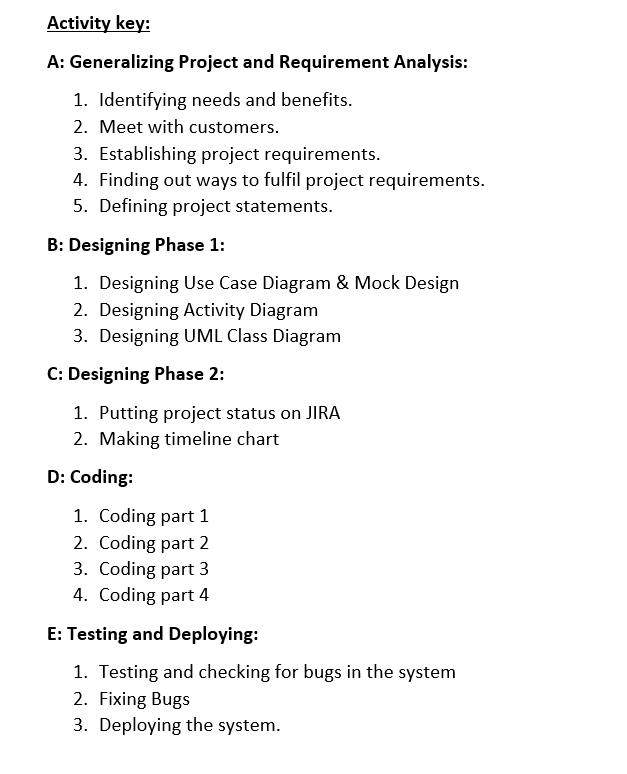 Activity key:
A: Generalizing Project and Requirement Analysis:
1. Identifying needs and benefits.
2. Meet with customers.
3. Establishing project requirements.
4. Finding out ways to fulfil project requirements.
5. Defining project statements.
B: Designing Phase 1:
1. Designing Use Case Diagram & Mock Design
2. Designing Activity Diagram
3. Designing UML Class Diagram
C: Designing Phase 2:
1. Putting project status on JIRA
2. Making timeline chart
D: Coding:
1. Coding part 1
2. Coding part 2
3. Coding part 3
4. Coding part 4
E: Testing and Deploying:
1. Testing and checking for bugs in the system
2. Fixing Bugs
3. Deploying the system.